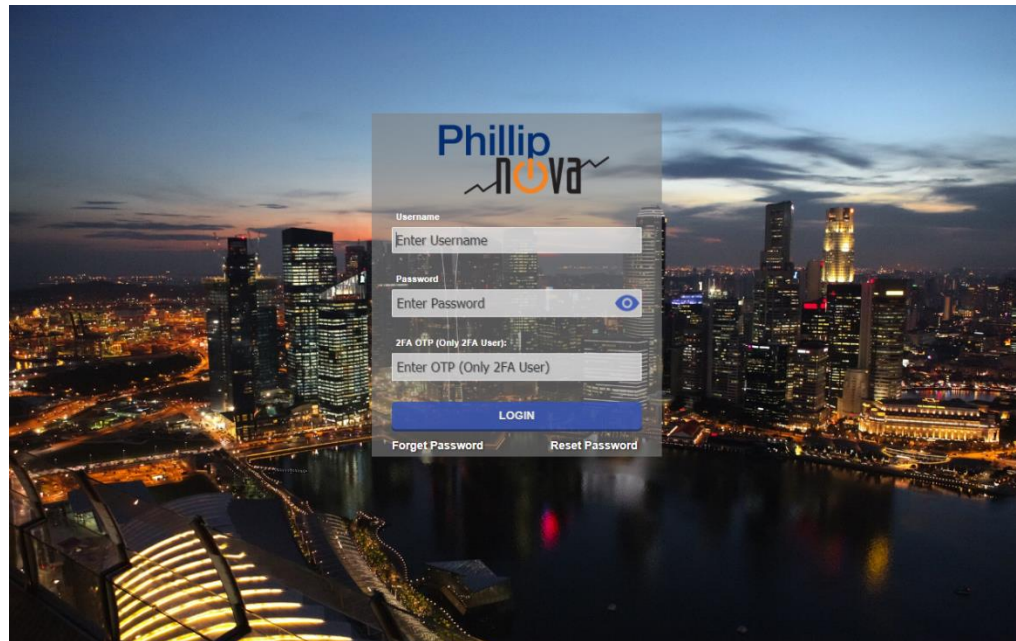 Phillip
nova
Username
Enter Username
Password
Enter Password
2FA OTP (Only 2FA User):
Enter OTP (Only 2FA User)
LOGIN
Forget Password Reset Password